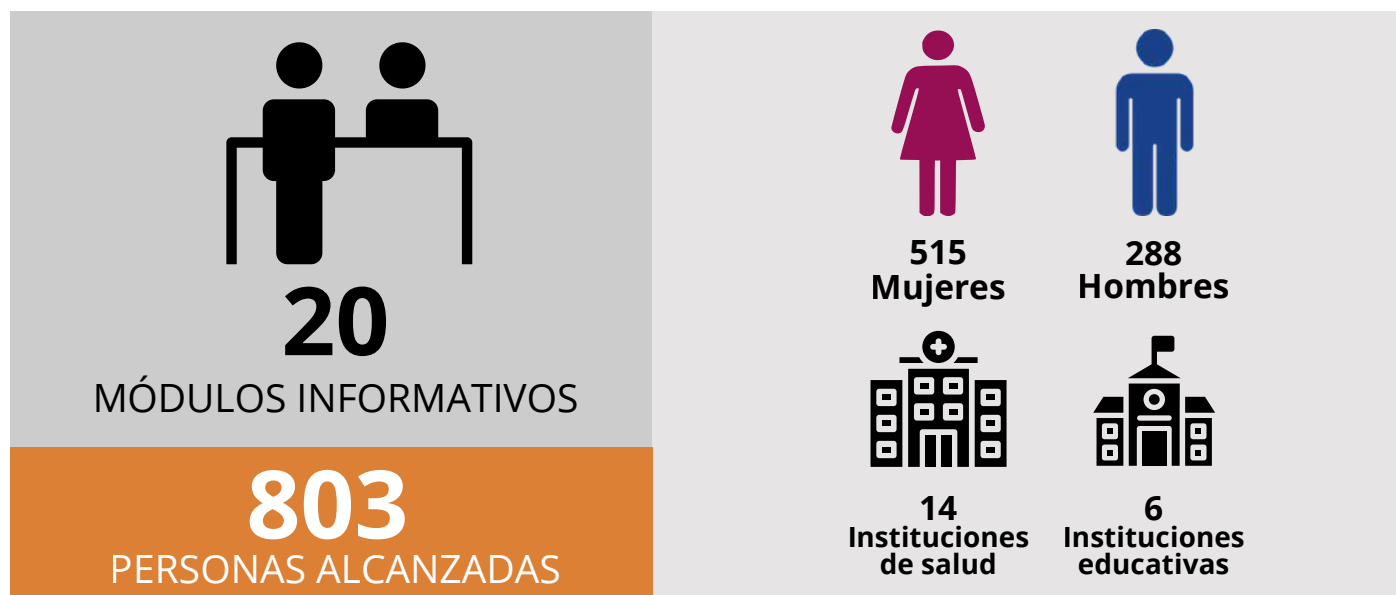 20
MÓDULOS INFORMATIVOS
803
PERSONAS ALCANZADAS
515
Mujeres
288
Hombres
14
Instituciones
de salud
6
Instituciones
educativas